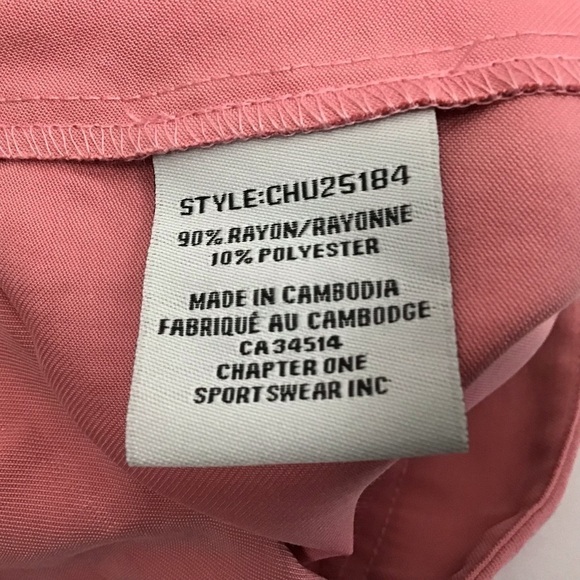 STYLE:CHU25184
90% RAYON/RAYONNE
10% POLYESTER
MADE IN CAMBODIA
FABRIQUÉ AU CAMBODGE
CA34514
CHAPTER ONE
SPORTSWEAR INC